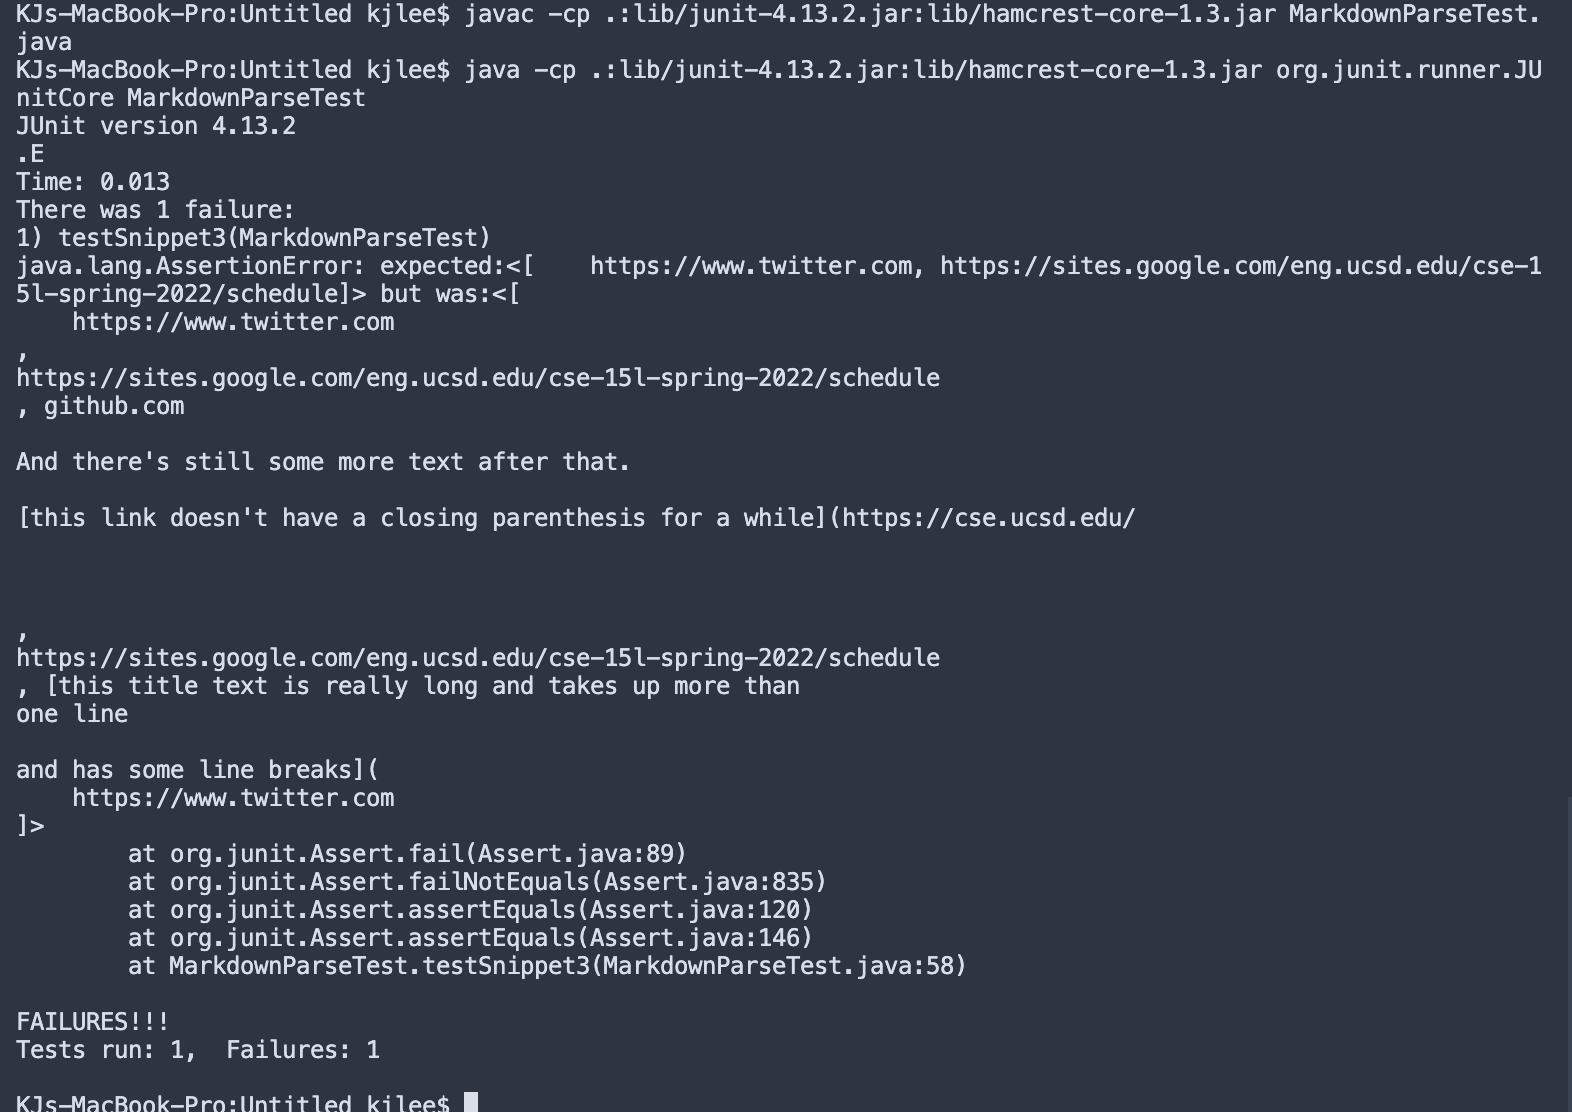 KJs-MacBook-Pro:Untitled kjlee$ javac -cp .:lib/junit-4.13.2.jar:lib/hamcrest-core-1.3.jar MarkdownParseTest.
java
KJs-MacBook-Pro:Untitled kjlee$ java -cp .:lib/junit-4.13.2.jar:lib/hamcrest-core-1.3.jar org.junit.runner.JU
nitCore MarkdownParseTest
JUnit version 4.13.2
.E
Time: 0.013
There was 1 failure:
1) testSnippet3(MarkdownParseTest)
java.lang.AssertionError: expected:<[    https://www.twitter.com, https://sites.google.com/eng.ucsd.edu/cse-1
5l-spring-2022/schedule]> but was:<[
    https://www.twitter.com
,
https://sites.google.com/eng.ucsd.edu/cse-15l-spring-2022/schedule
, github.com

And there's still some more text after that.

[this link doesn't have a closing parenthesis for a while](https://cse.ucsd.edu/



,
https://sites.google.com/eng.ucsd.edu/cse-15l-spring-2022/schedule
, [this title text is really long and takes up more than
one line

and has some line breaks](
    https://www.twitter.com
]>
        at org.junit.Assert.fail(Assert.java:89)
        at org.junit.Assert.failNotEquals(Assert.java:835)
        at org.junit.Assert.assertEquals(Assert.java:120)
        at org.junit.Assert.assertEquals(Assert.java:146)
        at MarkdownParseTest.testSnippet3(MarkdownParseTest.java:58)

FAILURES!!!
Tests run: 1,  Failures: 1

KJs-MacBook-Pro:Untitled kjlee$